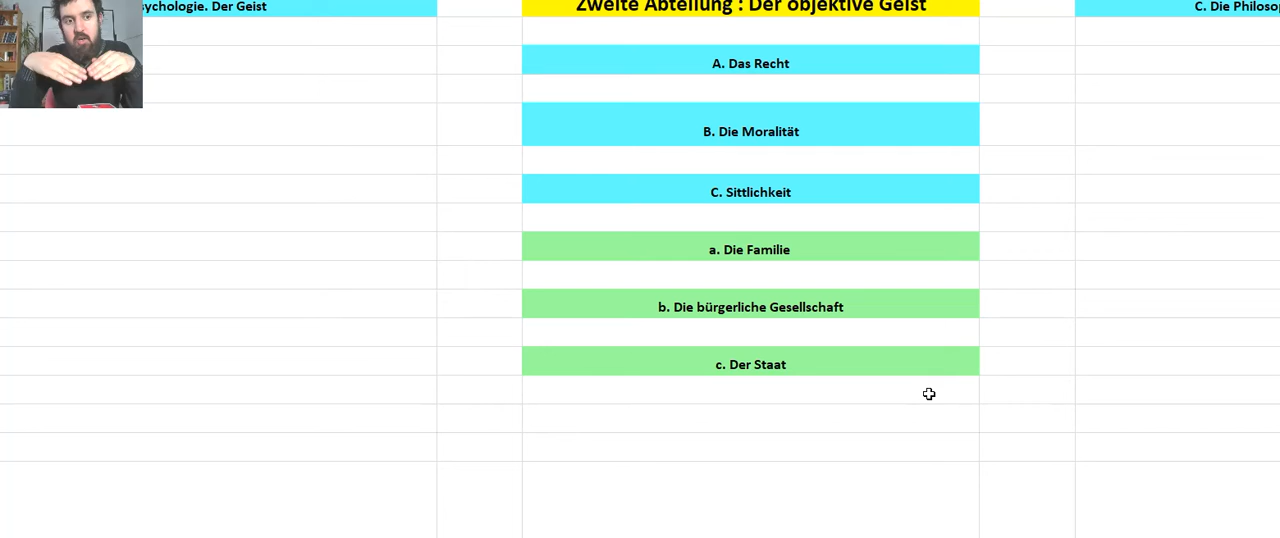 sychologie. Der Geist
Zweite Abteilung : Der objektive Geist
C. Die Philoso
A. Das Recht
B. Die Moralität
C. Sittlichkeit
a. Die Familie
b. Die bürgerliche Gesellschaft
c. Der Staat